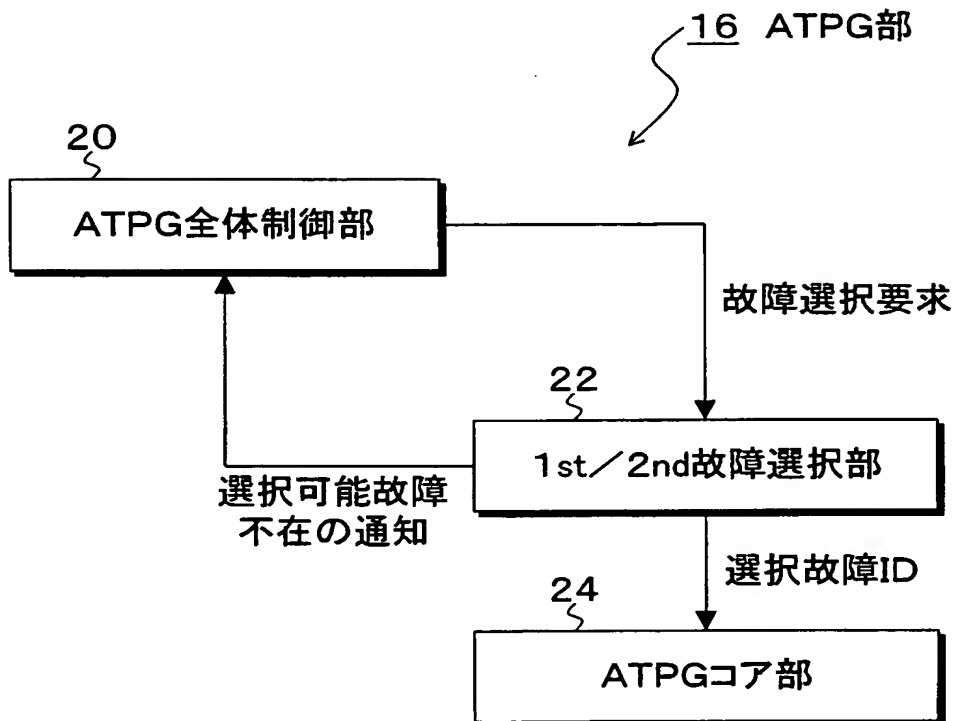 16 ATPG部
20
ATPG全体制御部
故障選択要求
22
1st／2nd故障選択部
選択可能故障
不在の通知
選択故障ID
24
ATPGコア部